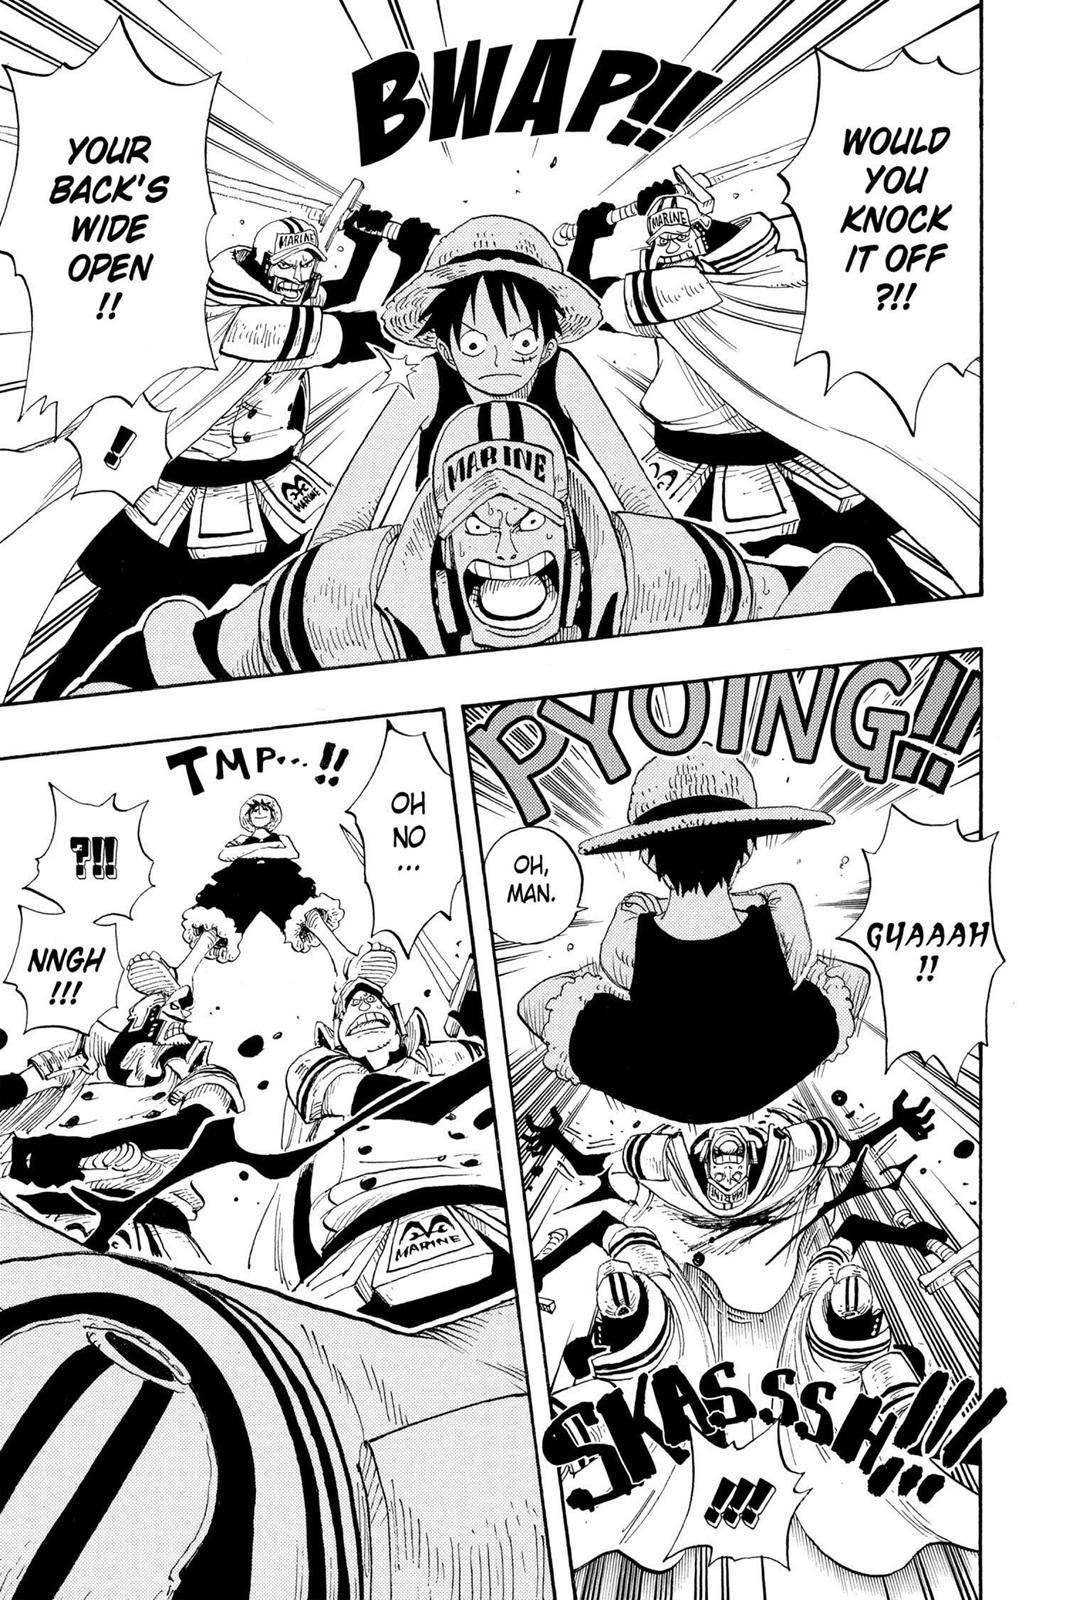 BWAP!!
WOULD
YOU
KNOCK
IT OFF
?!!
YOUR
BACK'S
WIDE
OPEN
!!
MARINE
MARINE
!
MARINE
MARINE
PYOING!!
OH,
MAN.
GYAAAH
!!
SKASSSSH!!!!
!!!
TMP...!!
OH
NO
...
?!!
NNGH
!!!
MARINE